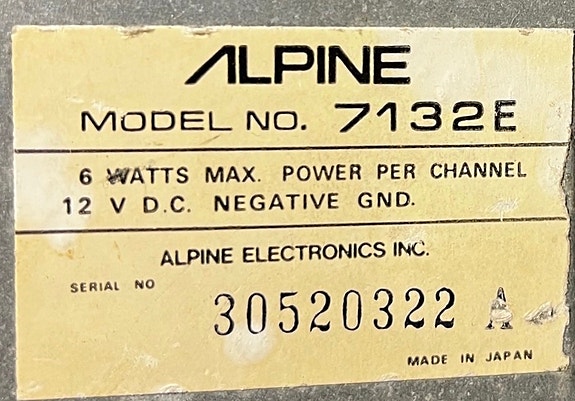 ALPINE
MODEL NO. 7132E
6 WATTS MAX. POWER PER CHANNEL
12 V D.C. NEGATIVE GND.
ALPINE ELECTRONICS INC.
SERIAL NO 30520322
MADE IN JAPAN